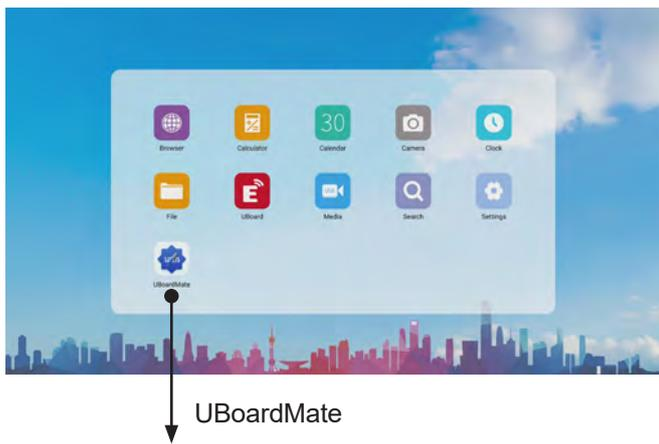 30
Browser
Calculator
Calendar
Camera
Clock
E
File
UBoard
Media
Search
Settings
UBoardMate
UBoardMate